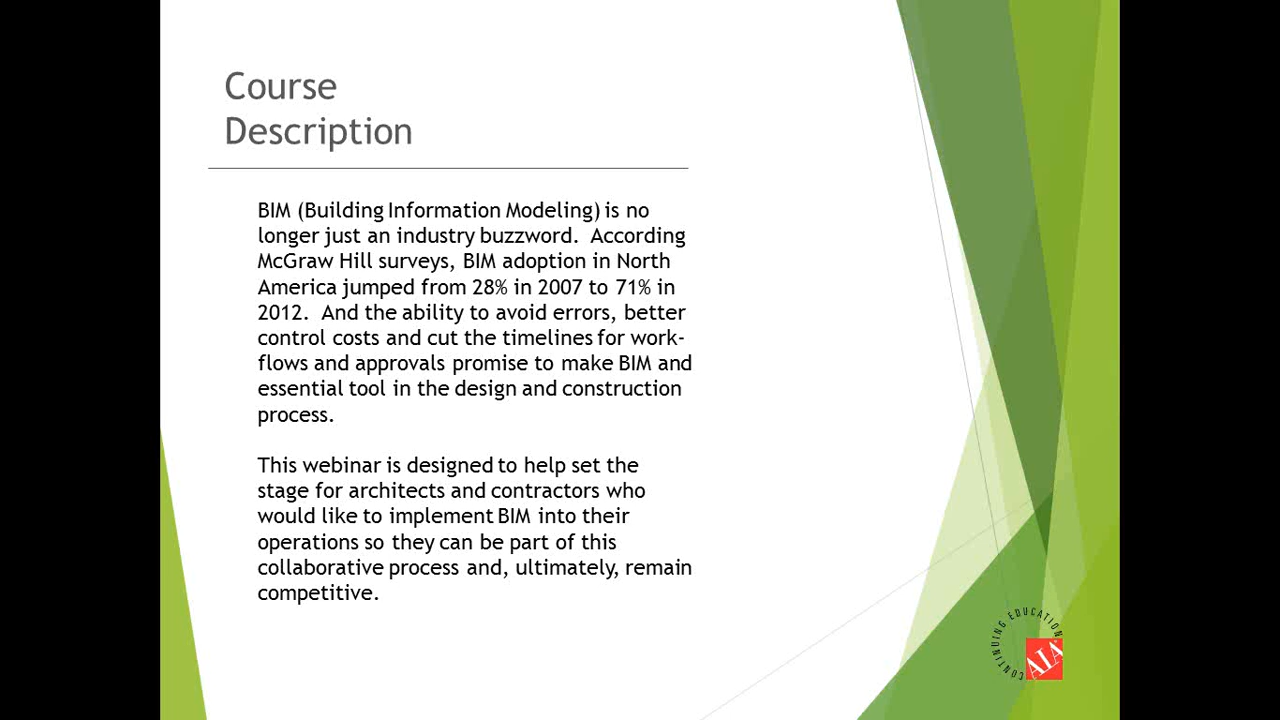 Course
Description
BIM (Building Information Modeling) is no
longer just an industry buzzword.  According
McGraw Hill surveys, BIM adoption in North
America jumped from 28% in 2007 to 71% in
2012.  And the ability to avoid errors, better
control costs and cut the timelines for work-
flows and approvals promise to make BIM and
essential tool in the design and construction
process.
This webinar is designed to help set the
stage for architects and contractors who
would like to implement BIM into their
operations so they can be part of this
collaborative process and, ultimately, remain
competitive.
CONTINUING EDUCATION
AIA